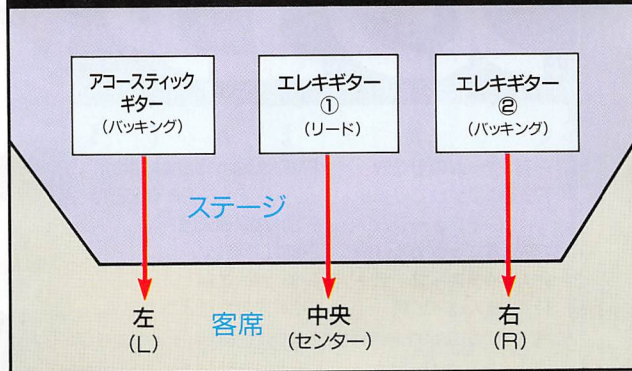 アコースティック
ギター
(バッキング)
エレキギター
①
(リード)
エレキギター
②
(バッキング)
ステージ
客席
左
(L)
中央
(センター)
右
(R)